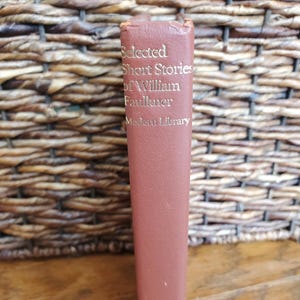 Selected
Short Stories
of William
Faulkner
Modern Library